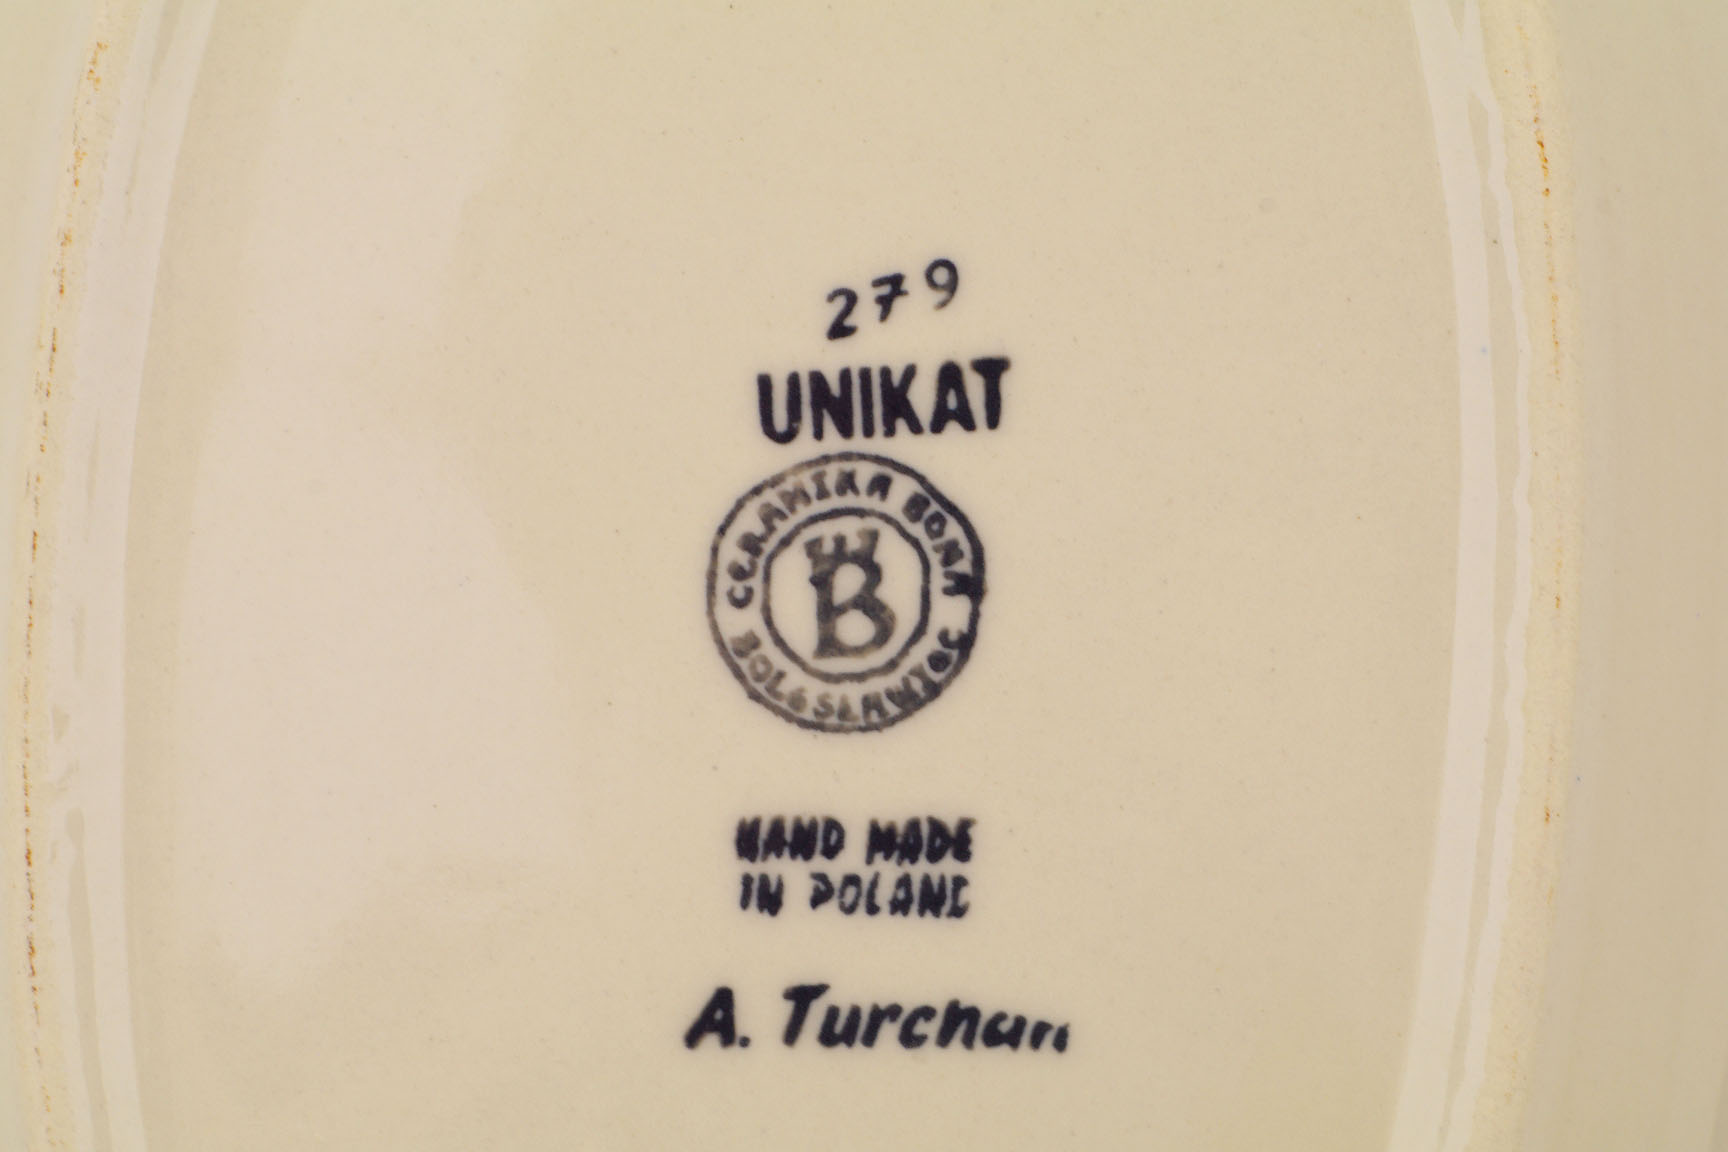 279
UNIKAT
CERAMIKA BONA
B
BOLESŁAWIEC
HAND MADE
IN POLAND
A. Turchan